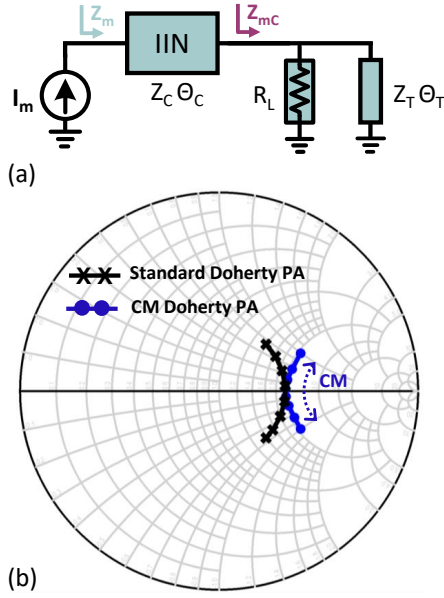 Z_m
Z_mC
IIN
I_m
Z_C Θ_C
R_L
Z_T Θ_T
(a)
Standard Doherty PA
CM Doherty PA
CM
(b)